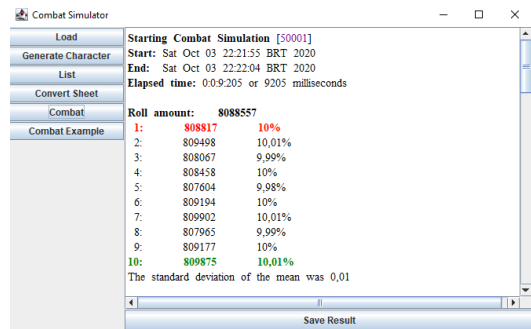 Combat Simulator
Load
Generate Character
List
Convert Sheet
Combat
Combat Example
Starting Combat Simulation [50001]
Start: Sat Oct 03 22:21:55 BRT 2020
End: Sat Oct 03 22:22:04 BRT 2020
Elapsed time: 0:0:9:205 or 9205 milliseconds
Roll amount: 8088557
1: 808817 10%
2: 809498 10,01%
3: 808067 9,99%
4: 808458 10%
5: 807604 9,98%
6: 809194 10%
7: 809902 10,01%
8: 807965 9,99%
9: 809177 10%
10: 809875 10,01%
The standard deviation of the mean was 0,01
Save Result